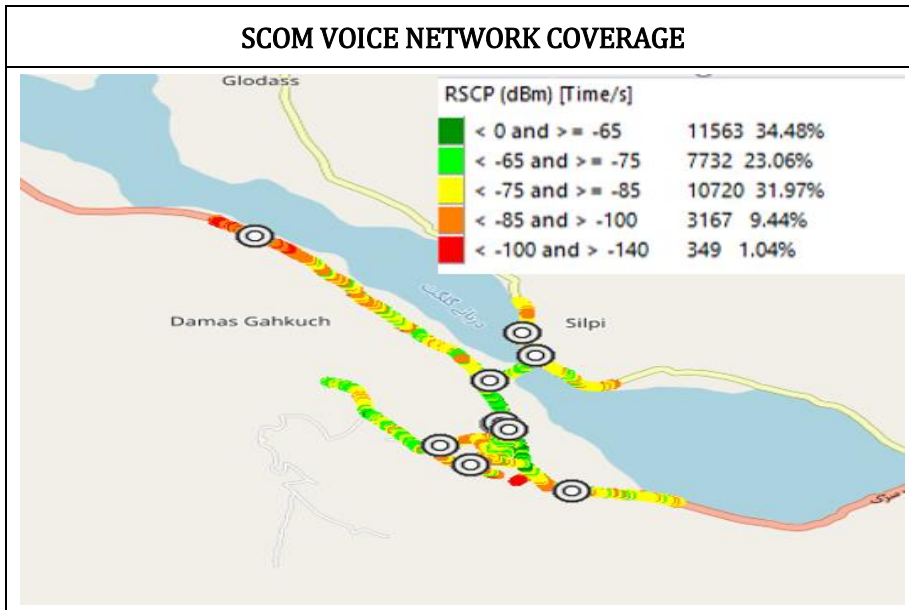 SCOM VOICE NETWORK COVERAGE
Glodass
RSCP (dBm) [Time/s]
< 0 and >= -65 11563 34.48%
< -65 and >= -75 7732 23.06%
< -75 and >= -85 10720 31.97%
< -85 and > -100 3167 9.44%
< -100 and > -140 349 1.04%
دریائے گلگت
Damas Gahkuch
Silpi